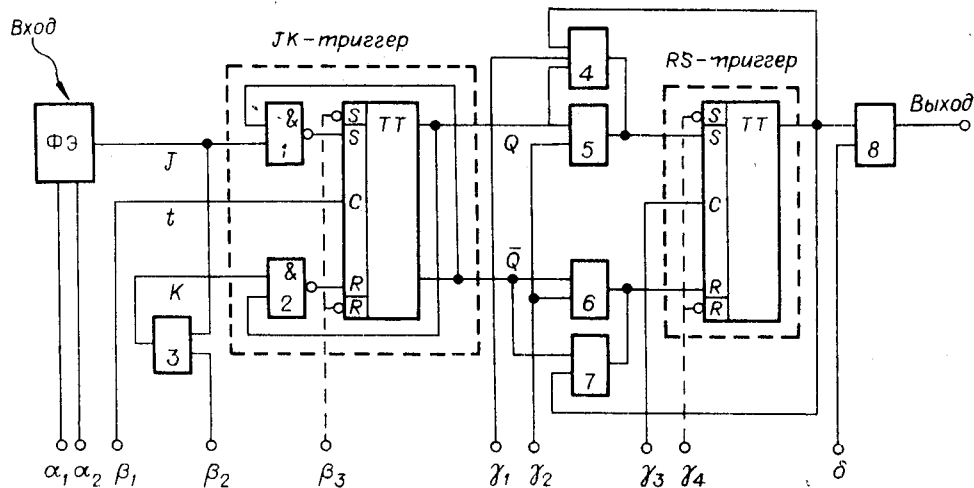 Вход
JK-триггер
RS-триггер
Выход
ФЭ
J
t
K
&
1
&
2
3
S
S
C
R
R
TT
Q
Q̄
4
5
6
7
S
S
C
R
R
TT
8
α₁ α₂ β₁ β₂ β₃ γ₁ γ₂ γ₃ γ₄ δ